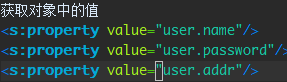 获取对象中的值
<s:property value="user.name"/>
<s:property value="user.password"/>
<s:property value="user.addr"/>